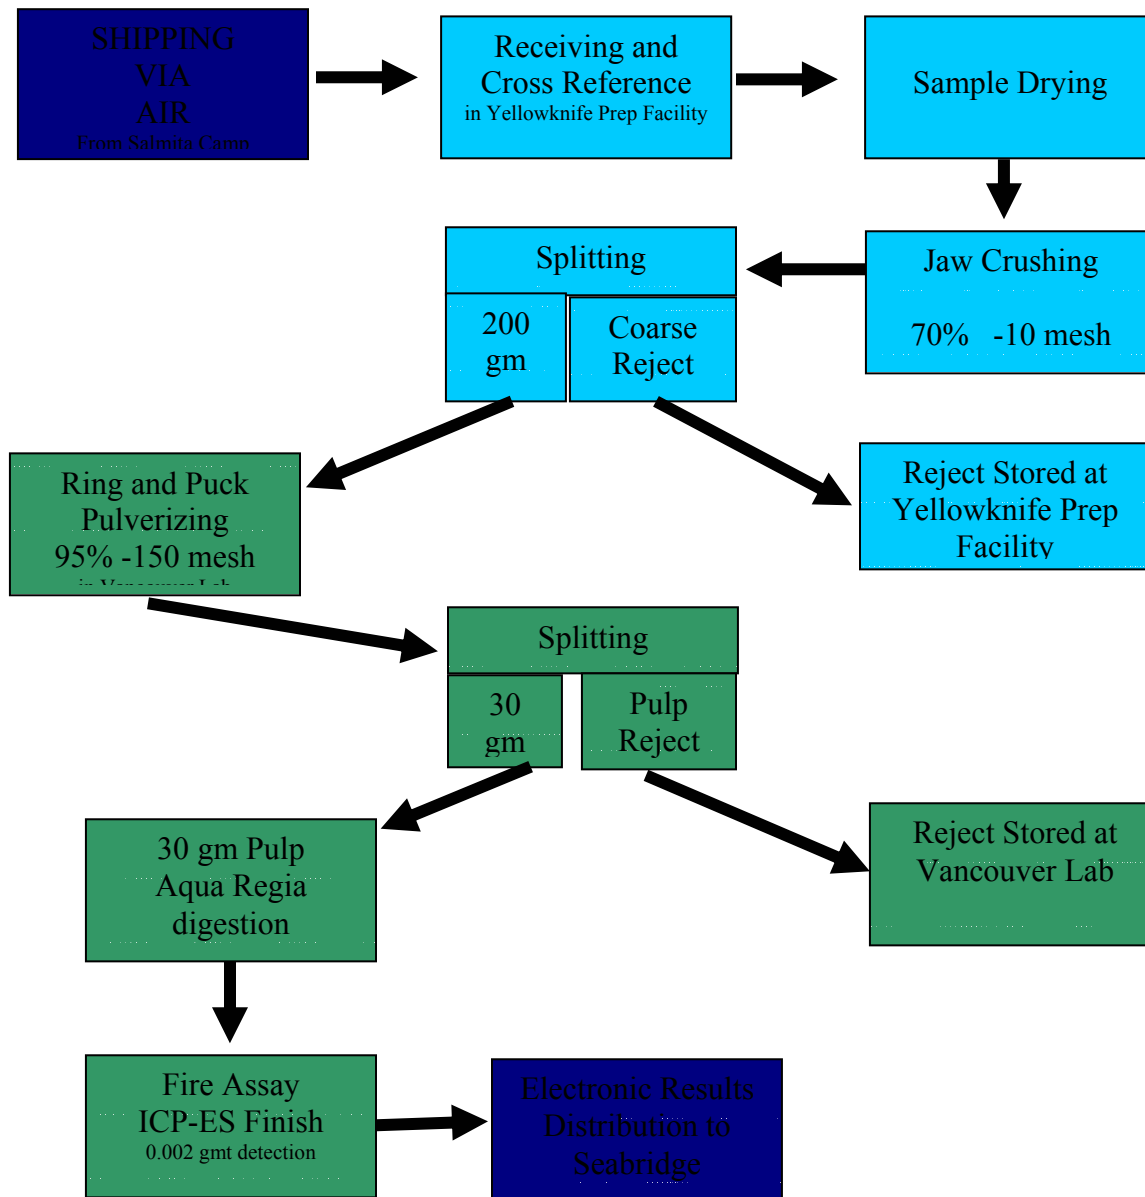 SHIPPING
VIA
AIR
From Salmita Camp
Receiving and
Cross Reference
in Yellowknife Prep Facility
Sample Drying
Jaw Crushing
70% -10 mesh
Splitting
200
gm
Coarse
Reject
Reject Stored at
Yellowknife Prep
Facility
Ring and Puck
Pulverizing
95% -150 mesh
in Vancouver Lab
Splitting
30
gm
Pulp
Reject
Reject Stored at
Vancouver Lab
30 gm Pulp
Aqua Regia
digestion
Fire Assay
ICP-ES Finish
0.002 gmt detection
Electronic Results
Distribution to
Seabridge